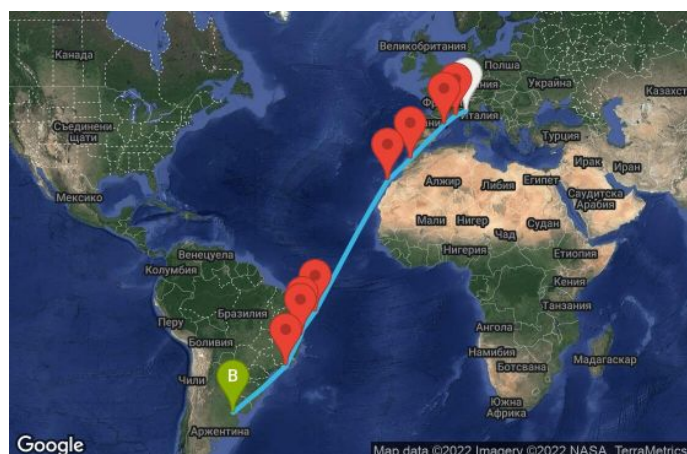 Канада
Великобритания
Полша
Украйна
Казахст
Съединени
щати
Италия
Турция
Мексико
Алжир
Либия
Египет
Ирак
Иран
Саудитска
Арабия
Мали
Нигер
Чад
Судан
Венецуела
Колумбия
Нигерия
Етиопия
Кения
Перу
Бразилия
Танзания
Боливия
Ангола
Намибия
Ботсвана
Мадагаскар
Чили
B
Южна
Африка
Аржентина
Google
Map data ©2022 Imagery ©2022 NASA, TerraMetrics